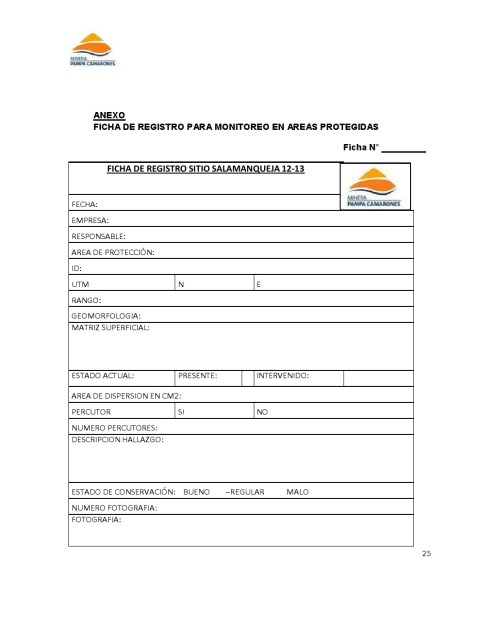 MINERIA
PAMPA CAMARONES
ANEXO
FICHA DE REGISTRO PARA MONITOREO EN AREAS PROTEGIDAS
Ficha N° __________
FICHA DE REGISTRO SITIO SALAMANQUEJA 12-13
MINERIA
PAMPA CAMARONES
FECHA:
EMPRESA:
RESPONSABLE:
AREA DE PROTECCIÓN:
ID:
UTM N E
RANGO:
GEOMORFOLOGIA:
MATRIZ SUPERFICIAL:
ESTADO ACTUAL: PRESENTE: INTERVENIDO:
AREA DE DISPERSION EN CM2:
PERCUTOR SI NO
NUMERO PERCUTORES:
DESCRIPCION HALLAZGO:
ESTADO DE CONSERVACIÓN: BUENO –REGULAR MALO
NUMERO FOTOGRAFIA:
FOTOGRAFIA:
25